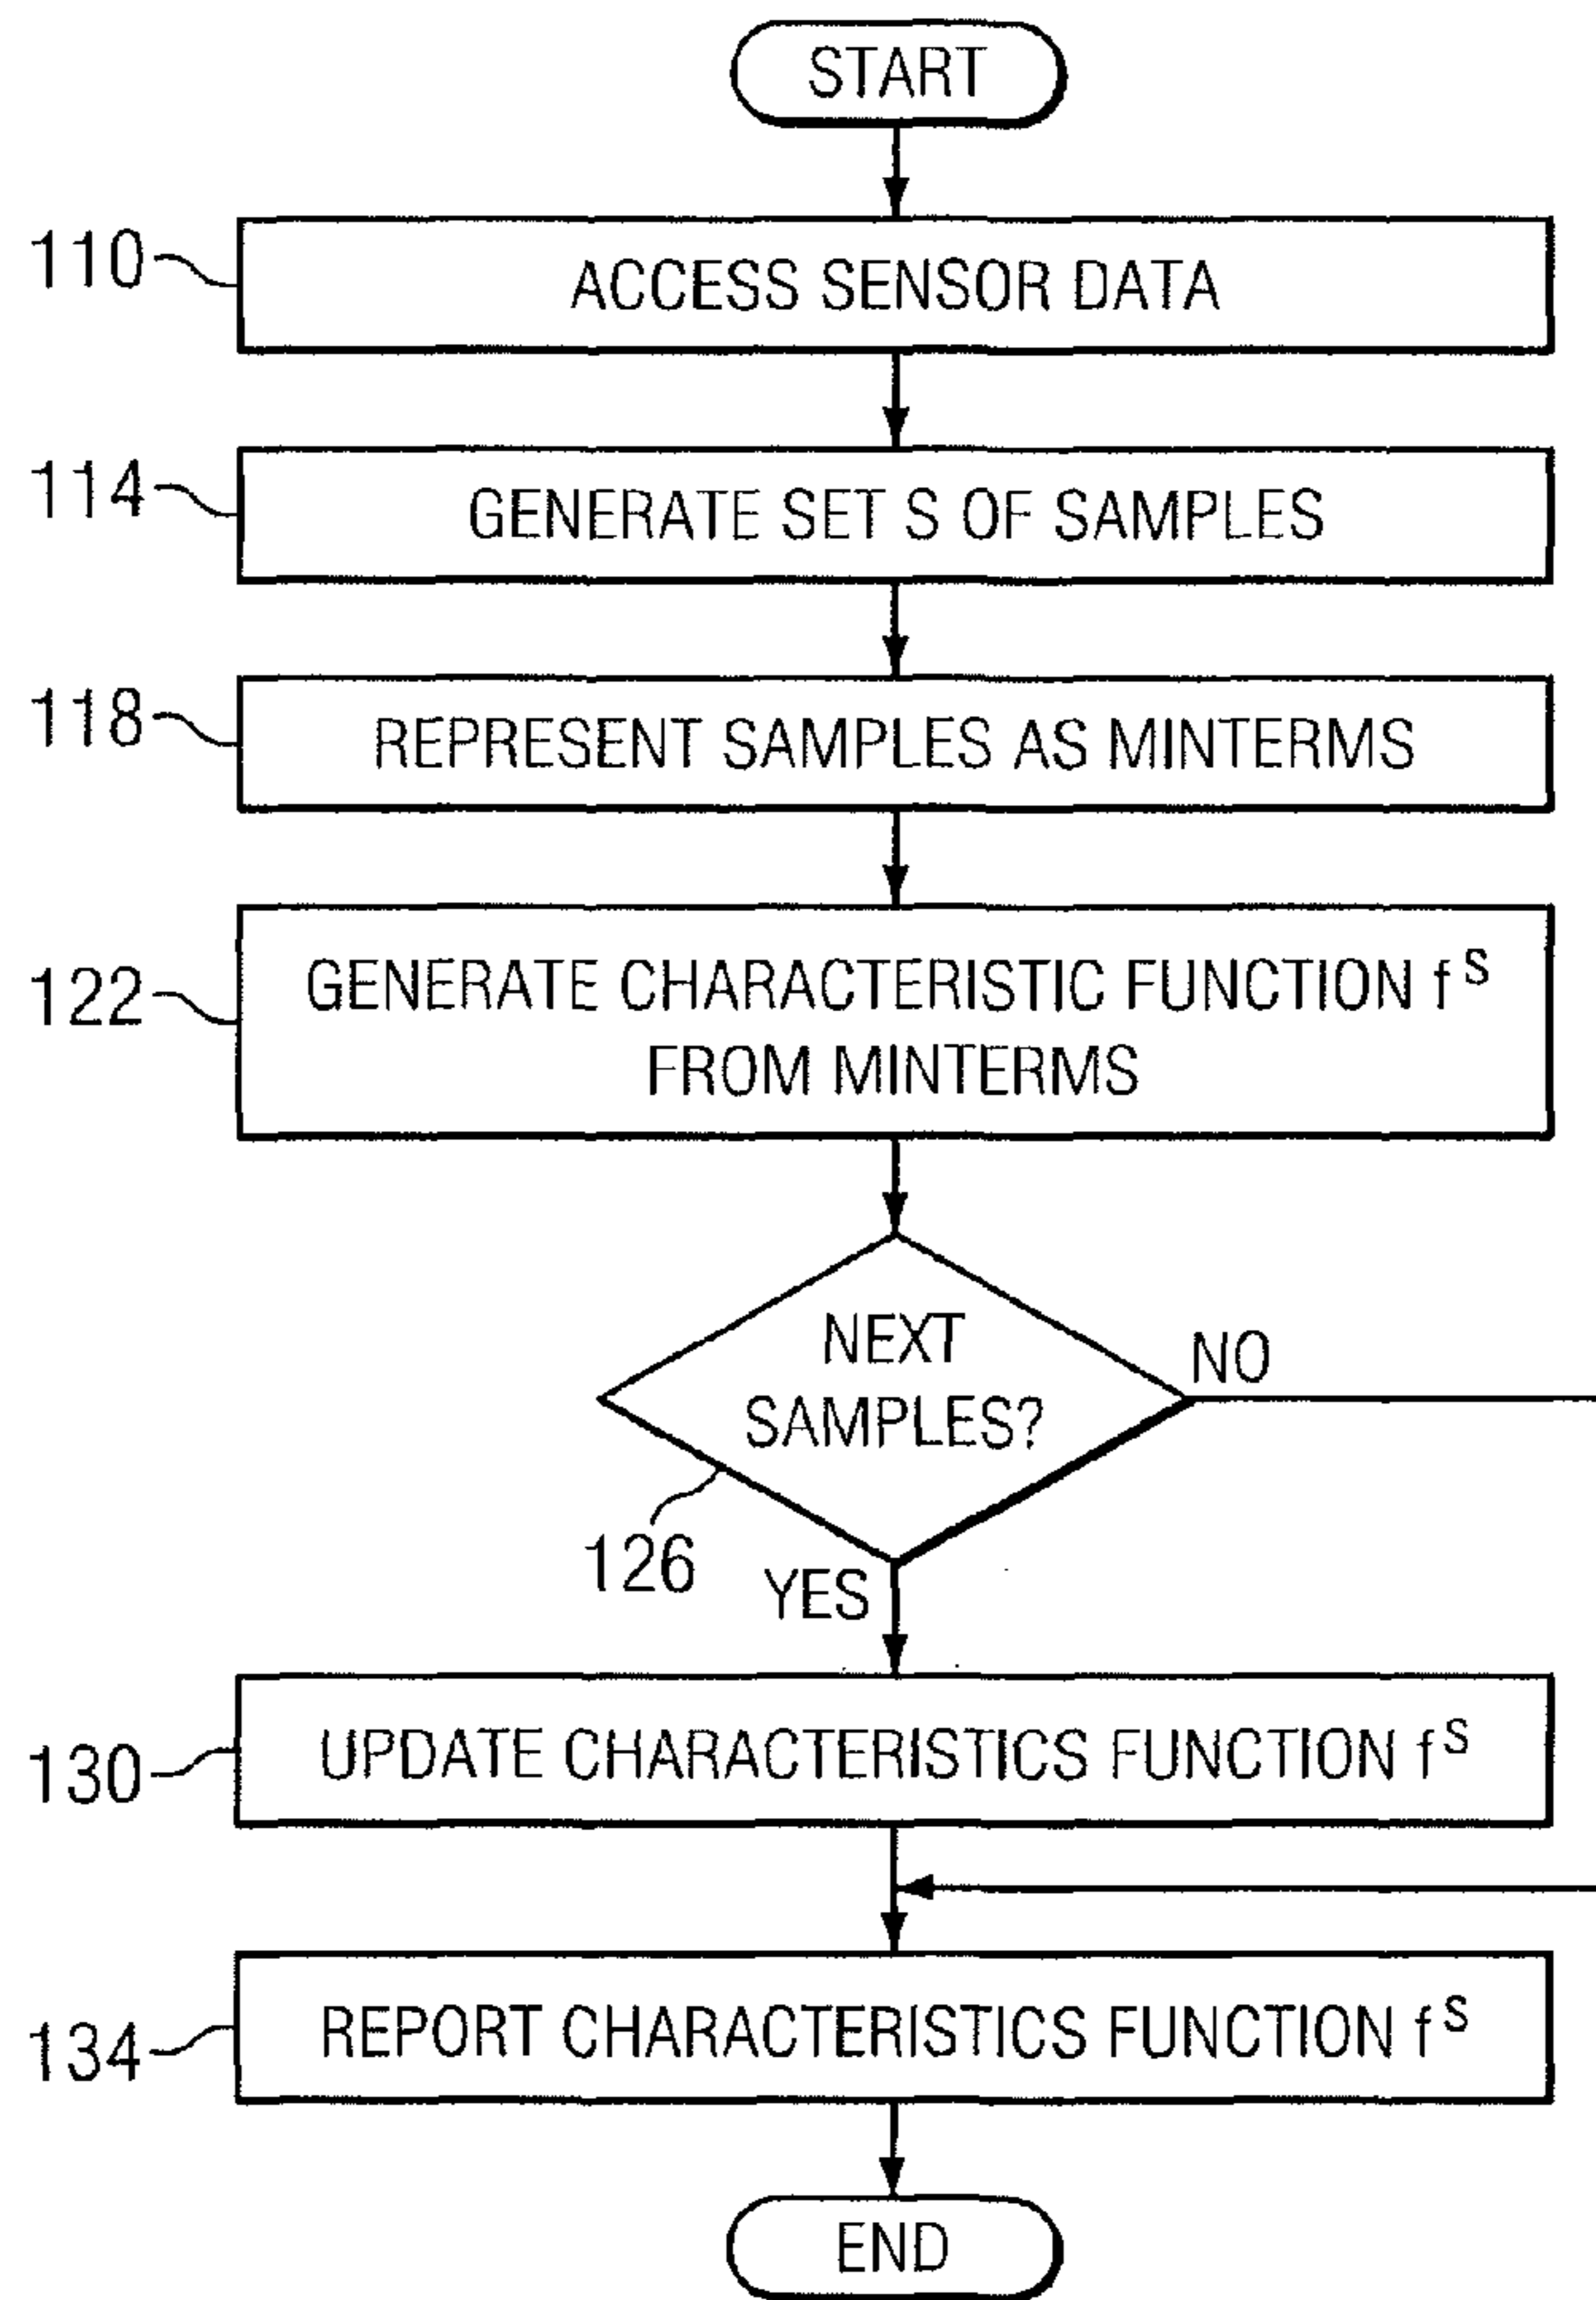 START
110
ACCESS SENSOR DATA
114
GENERATE SET S OF SAMPLES
118
REPRESENT SAMPLES AS MINTERMS
122
GENERATE CHARACTERISTIC FUNCTION f^S
FROM MINTERMS
NEXT
SAMPLES?
NO
126
YES
130
UPDATE CHARACTERISTICS FUNCTION f^S
134
REPORT CHARACTERISTICS FUNCTION f^S
END